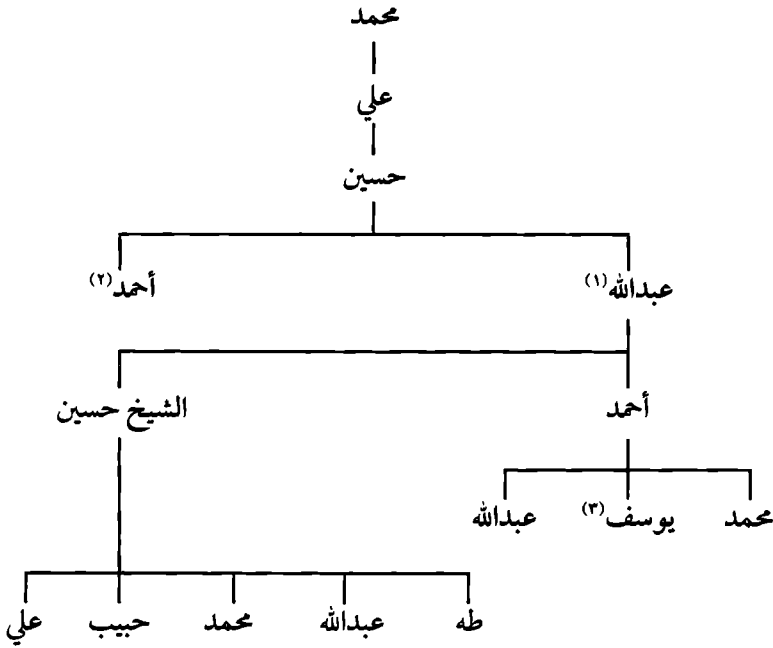 محمد
علي
حسين
عبدالله(١) أحمد(٢)
أحمد الشيخ حسين
محمد يوسف(٣) عبدالله
طه عبدالله محمد حبيب علي